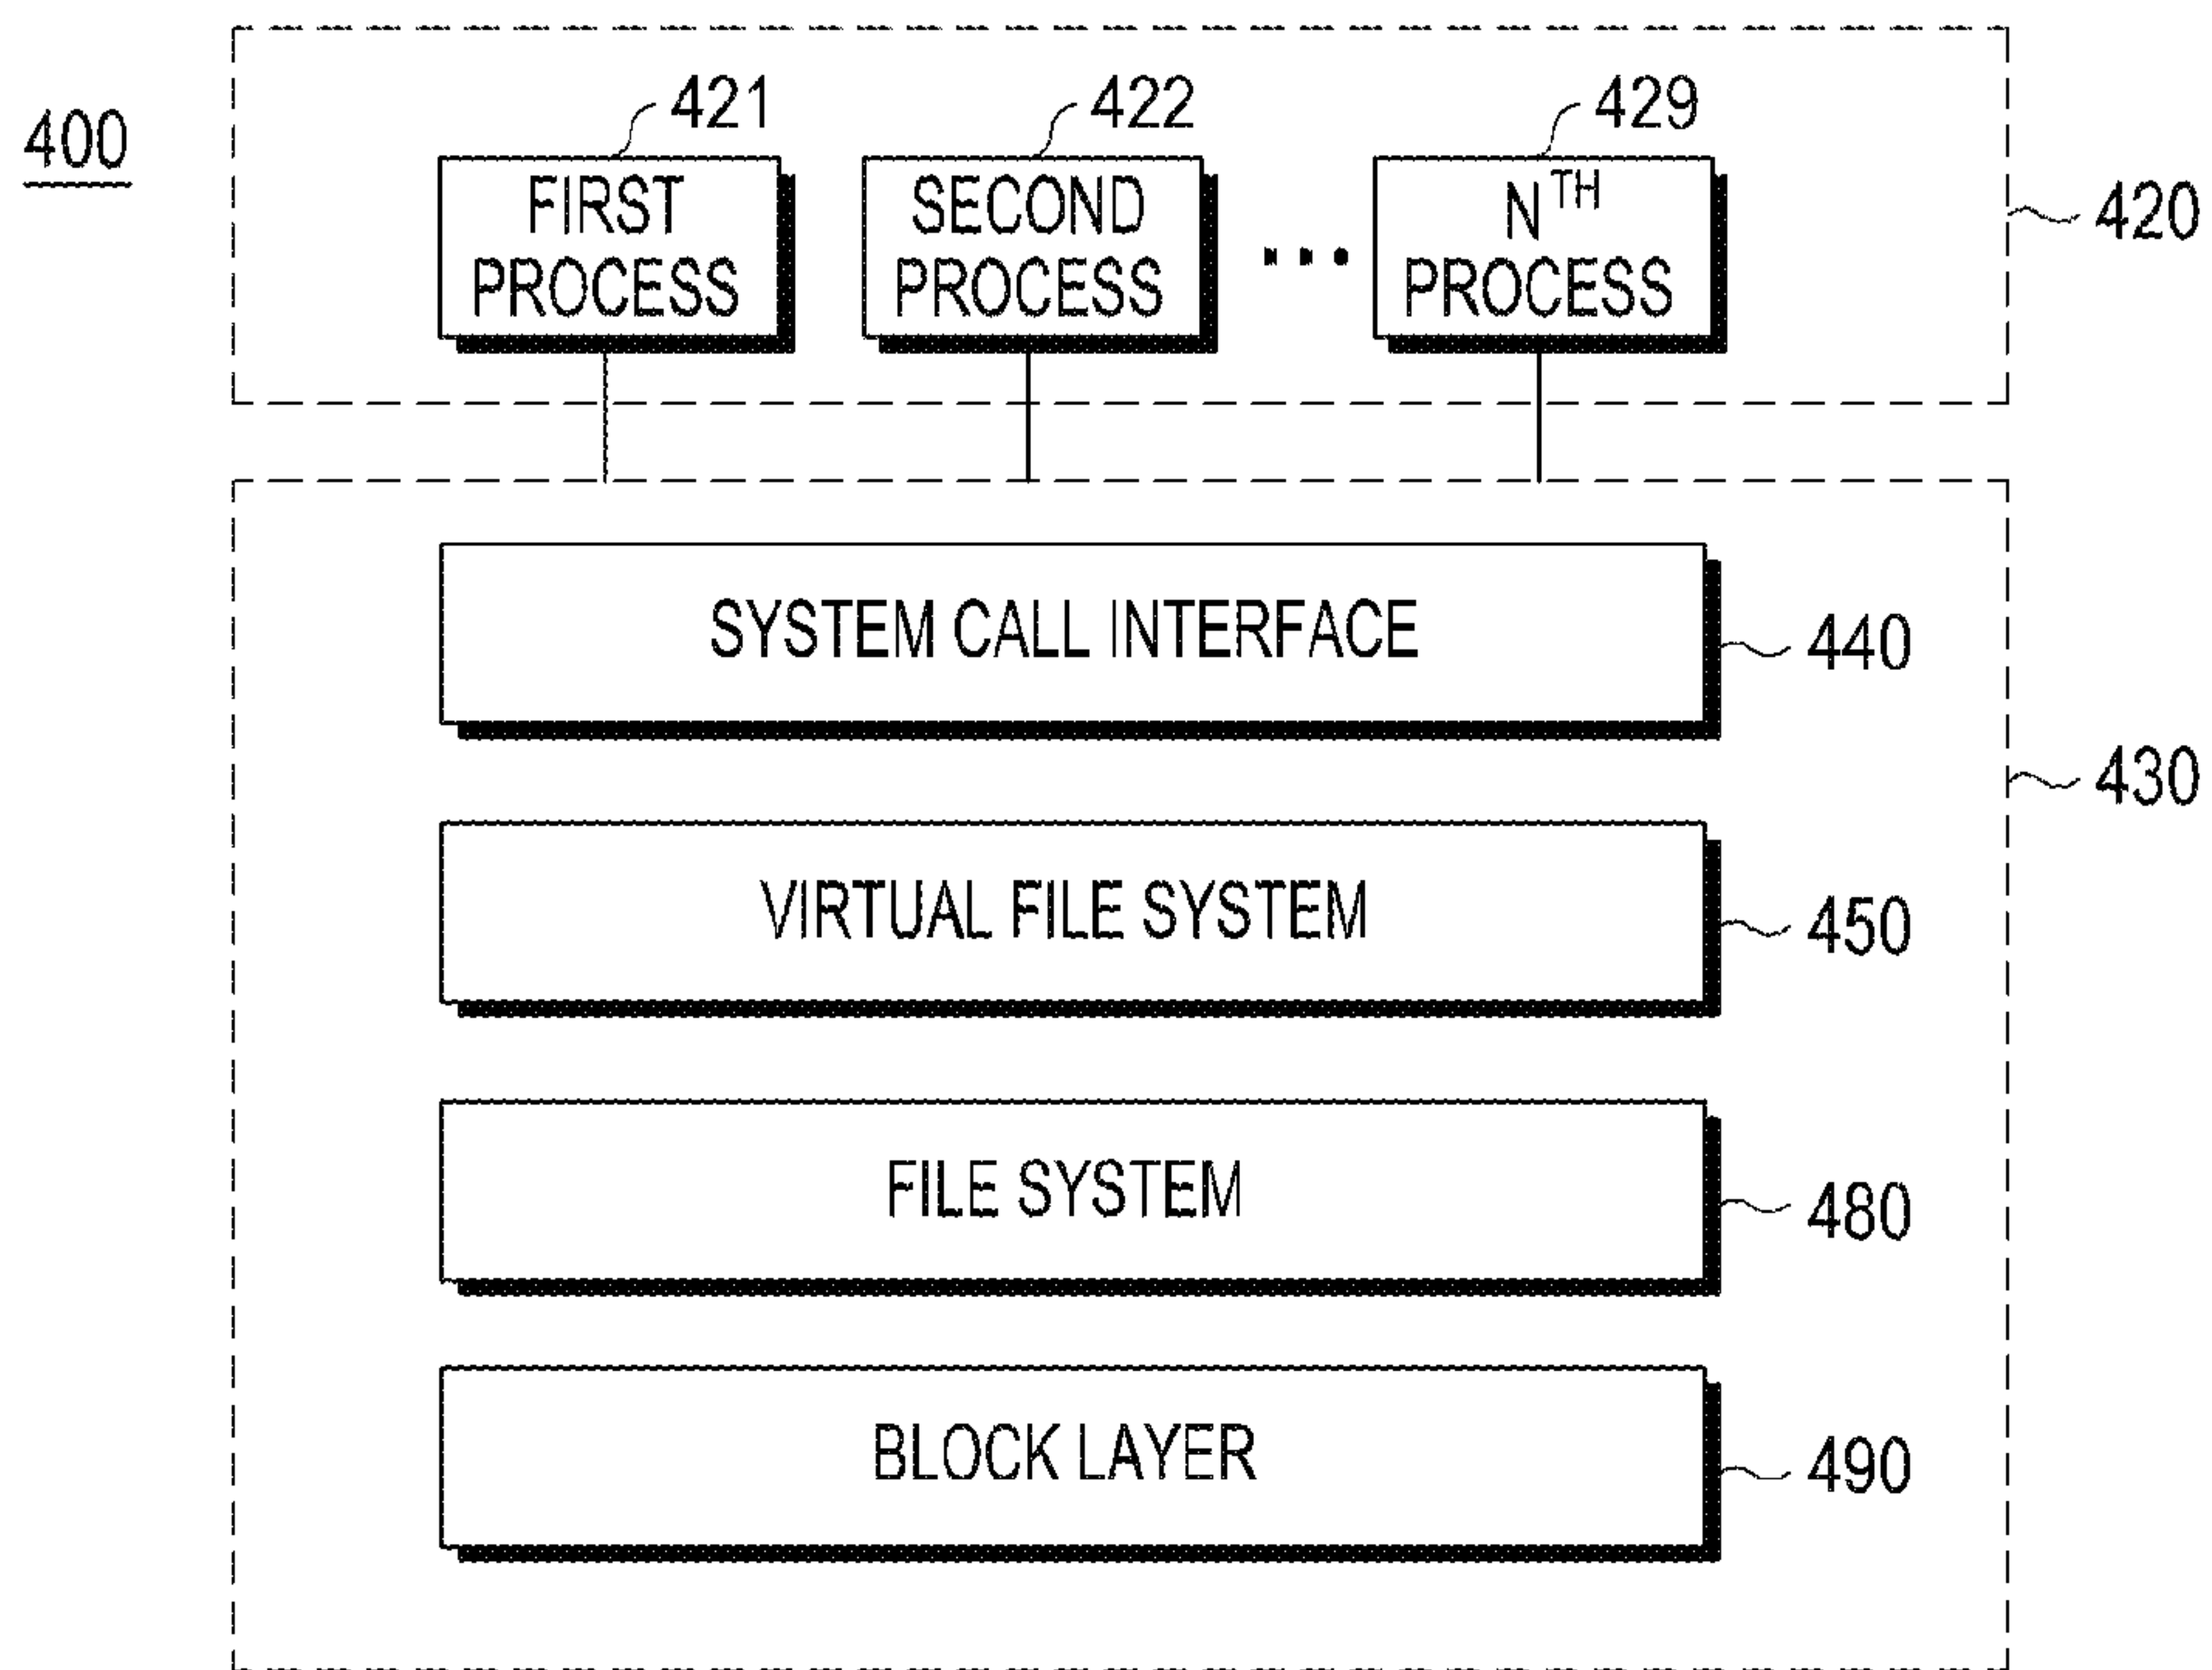 400
421
422
429
FIRST
PROCESS
SECOND
PROCESS
...
NTH
PROCESS
420
SYSTEM CALL INTERFACE
440
430
VIRTUAL FILE SYSTEM
450
FILE SYSTEM
480
BLOCK LAYER
490